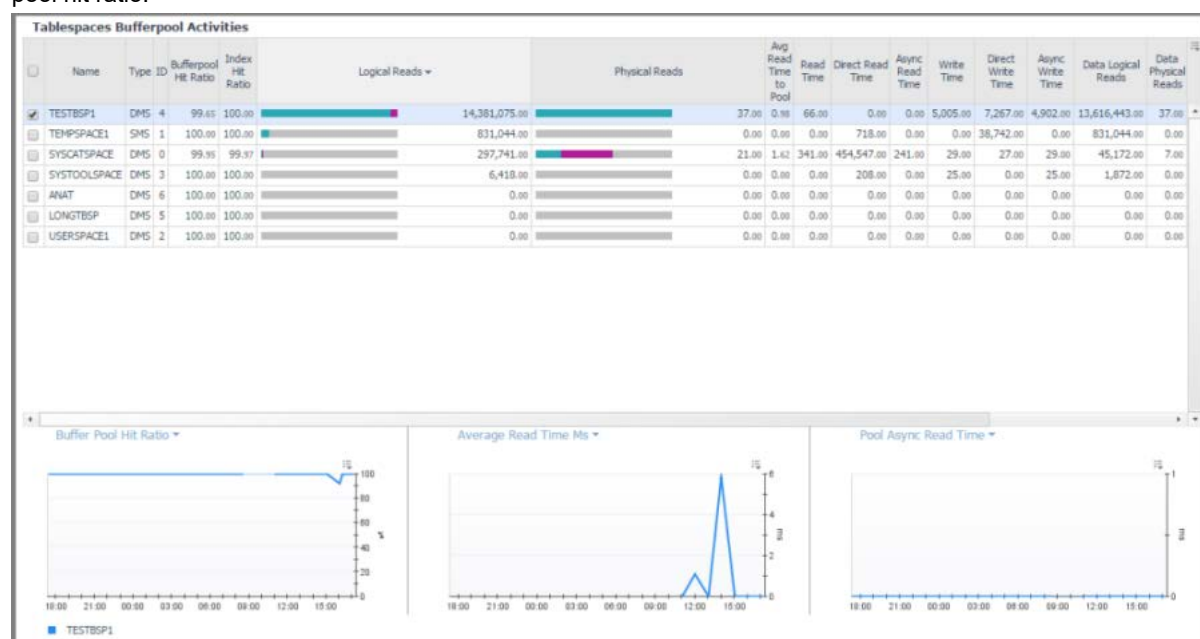 pool hit ratio.
Tablespaces Bufferpool Activities
Name Type ID Bufferpool Hit Ratio Index Hit Ratio Logical Reads Physical Reads Avg Read Time to Pool Read Time Direct Read Time Async Read Time Write Time Direct Write Time Async Write Time Data Logical Reads Data Physical Reads
TESTBSP1 DMS 4 99.65 100.00 14,381,075.00 37.00 0.98 66.00 0.00 0.00 5,005.00 7,267.00 4,902.00 13,616,443.00 37.00
TEMPSPACE1 SMS 1 100.00 100.00 831,044.00 0.00 0.00 0.00 718.00 0.00 0.00 38,742.00 0.00 831,044.00 0.00
SYSCATSPACE DMS 0 99.95 99.97 297,741.00 21.00 1.62 341.00 454,547.00 241.00 29.00 27.00 29.00 45,172.00 7.00
SYSTOOLSPACE DMS 3 100.00 100.00 6,418.00 0.00 0.00 0.00 208.00 0.00 25.00 0.00 25.00 1,872.00 0.00
ANAT DMS 6 100.00 100.00 0.00 0.00 0.00 0.00 0.00 0.00 0.00 0.00 0.00 0.00 0.00
LONGTBSP DMS 5 100.00 100.00 0.00 0.00 0.00 0.00 0.00 0.00 0.00 0.00 0.00 0.00 0.00
USERSPACE1 DMS 2 100.00 100.00 0.00 0.00 0.00 0.00 0.00 0.00 0.00 0.00 0.00 0.00 0.00
Buffer Pool Hit Ratio
100
80
60
40
20
0
%
18:00 21:00 00:00 03:00 06:00 09:00 12:00 15:00
TESTBSP1
Average Read Time Ms
6
4
2
0
ms
18:00 21:00 00:00 03:00 06:00 09:00 12:00 15:00
Pool Async Read Time
1
0
ms
18:00 21:00 00:00 03:00 06:00 09:00 12:00 15:00